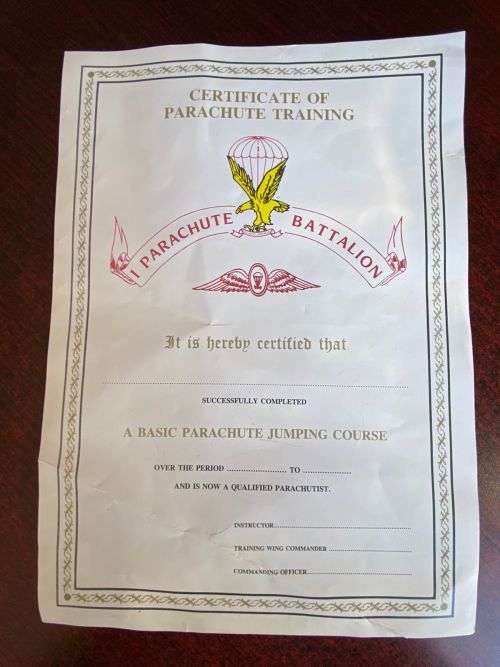 CERTIFICATE OF
PARACHUTE TRAINING
1 PARACHUTE BATTALION
It is hereby certified that
SUCCESSFULLY COMPLETED
A BASIC PARACHUTE JUMPING COURSE
OVER THE PERIOD ........................... TO .....................
AND IS NOW A QUALIFIED PARACHUTIST.
INSTRUCTOR..........................................................
TRAINING WING COMMANDER ...................................
COMMANDING OFFICER............................................